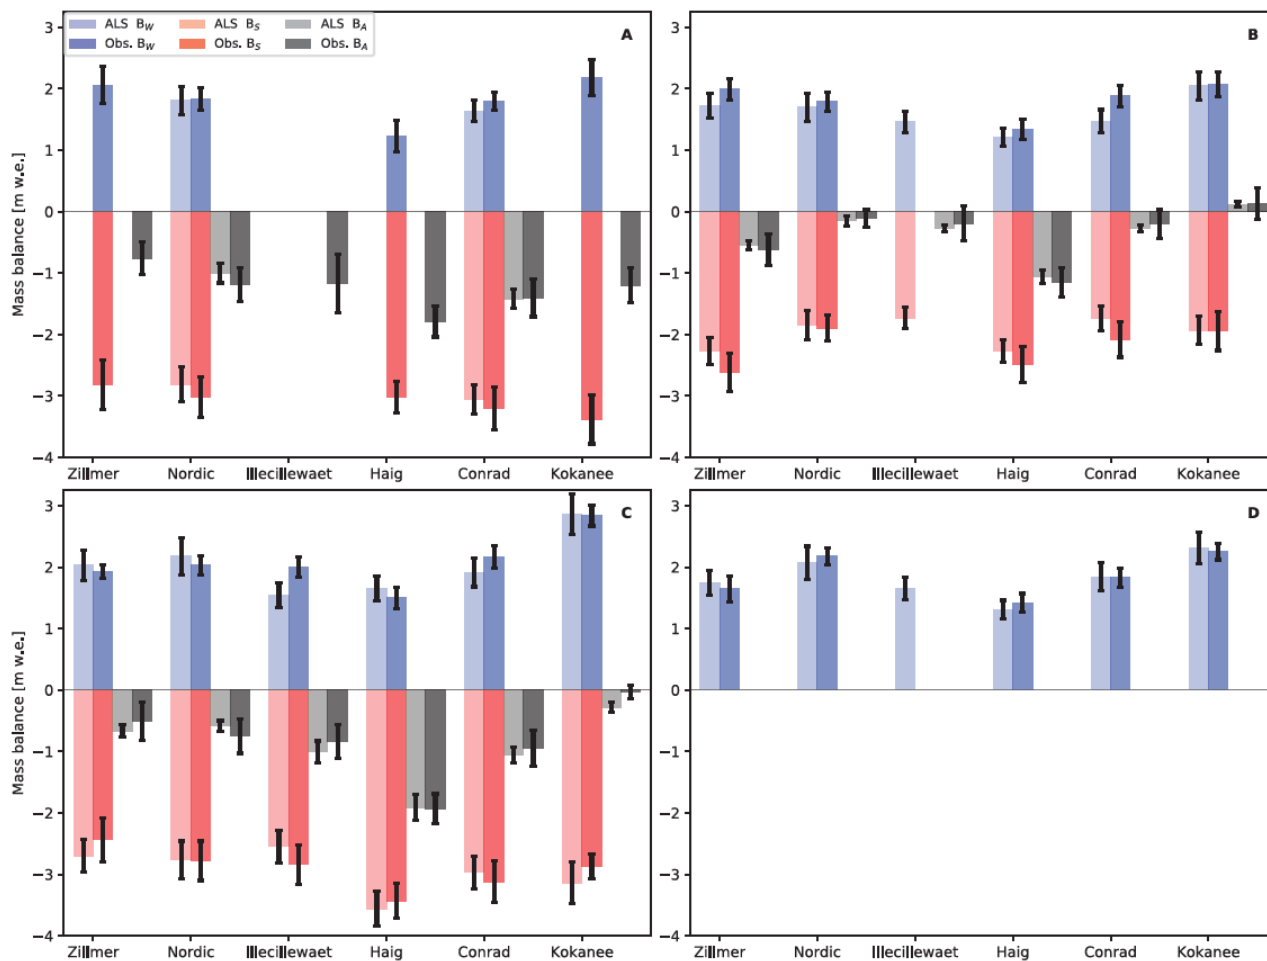 ALS B_W ALS B_S ALS B_A
Obs. B_W Obs. B_S Obs. B_A
A
B
3
2
1
0
−1
−2
−3
−4
Mass balance [m w.e.]
3
2
1
0
−1
−2
−3
−4
Zillmer Nordic Illecillewaet Haig Conrad Kokanee
Zillmer Nordic Illecillewaet Haig Conrad Kokanee
C
D
3
2
1
0
−1
−2
−3
−4
Mass balance [m w.e.]
3
2
1
0
−1
−2
−3
−4
Zillmer Nordic Illecillewaet Haig Conrad Kokanee
Zillmer Nordic Illecillewaet Haig Conrad Kokanee